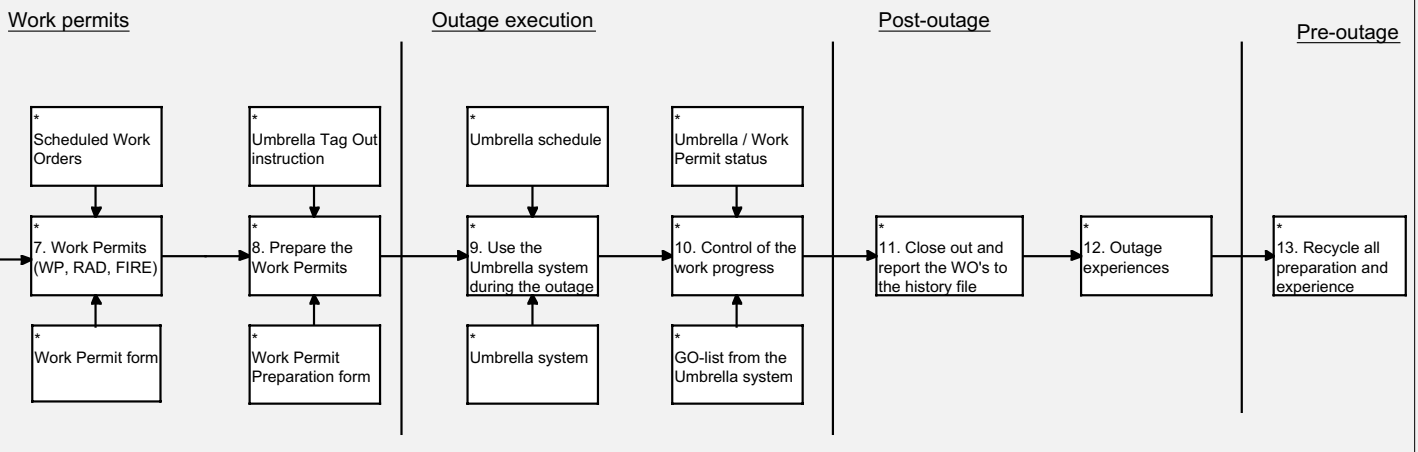 Work permits
Outage execution
Post-outage
Pre-outage
*
Scheduled Work
Orders
*
Umbrella Tag Out
instruction
*
Umbrella schedule
*
Umbrella / Work
Permit status
*
7. Work Permits
(WP, RAD, FIRE)
*
8. Prepare the
Work Permits
*
9. Use the
Umbrella system
during the outage
*
10. Control of the
work progress
*
11. Close out and
report the WO's to
the history file
*
12. Outage
experiences
*
13. Recycle all
preparation and
experience
*
Work Permit form
*
Work Permit
Preparation form
*
Umbrella system
*
GO-list from the
Umbrella system